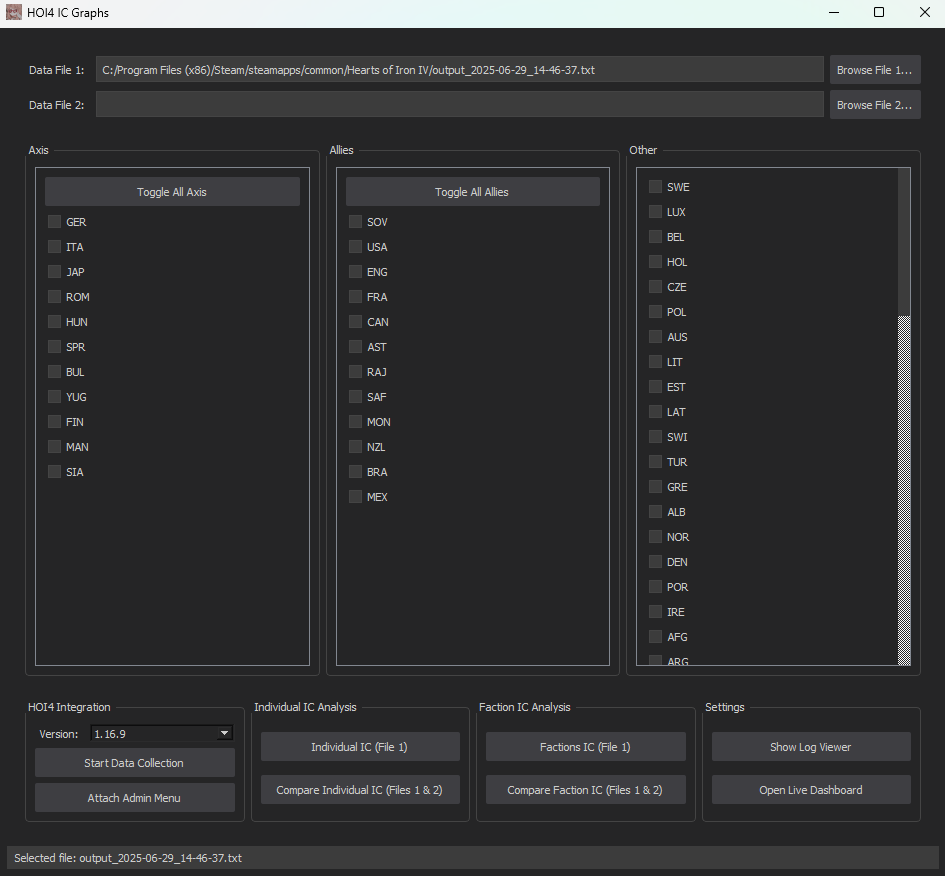 HOI4 IC Graphs
Data File 1: C:/Program Files (x86)/Steam/steamapps/common/Hearts of Iron IV/output_2025-06-29_14-46-37.txt Browse File 1...
Data File 2: Browse File 2...
Axis
Toggle All Axis
GER
ITA
JAP
ROM
HUN
SPR
BUL
YUG
FIN
MAN
SIA
Allies
Toggle All Allies
SOV
USA
ENG
FRA
CAN
AST
RAJ
SAF
MON
NZL
BRA
MEX
Other
SWE
LUX
BEL
HOL
CZE
POL
AUS
LIT
EST
LAT
SWI
TUR
GRE
ALB
NOR
DEN
POR
IRE
AFG
ARG
HOI4 Integration
Version: 1.16.9
Start Data Collection
Attach Admin Menu
Individual IC Analysis
Individual IC (File 1)
Compare Individual IC (Files 1 & 2)
Faction IC Analysis
Factions IC (File 1)
Compare Faction IC (Files 1 & 2)
Settings
Show Log Viewer
Open Live Dashboard
Selected file: output_2025-06-29_14-46-37.txt